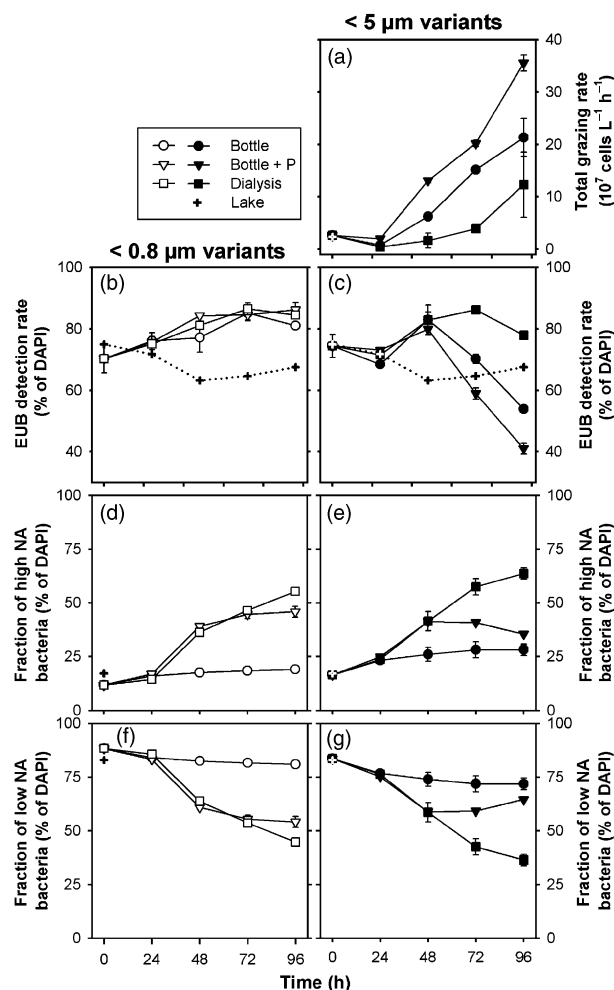 < 5 µm variants
(a)
40
30
20
10
0
Total grazing rate
(10⁷ cells L⁻¹ h⁻¹)
Bottle
Bottle + P
Dialysis
Lake
< 0.8 µm variants
(b)
100
80
60
40
EUB detection rate
(% of DAPI)
(c)
100
80
60
40
EUB detection rate
(% of DAPI)
(d)
100
75
50
25
0
Fraction of high NA
bacteria (% of DAPI)
(e)
100
75
50
25
0
Fraction of high NA
bacteria (% of DAPI)
(f)
100
75
50
25
0
Fraction of low NA
bacteria (% of DAPI)
(g)
100
75
50
25
0
Fraction of low NA
bacteria (% of DAPI)
0 24 48 72 96
0 24 48 72 96
Time (h)